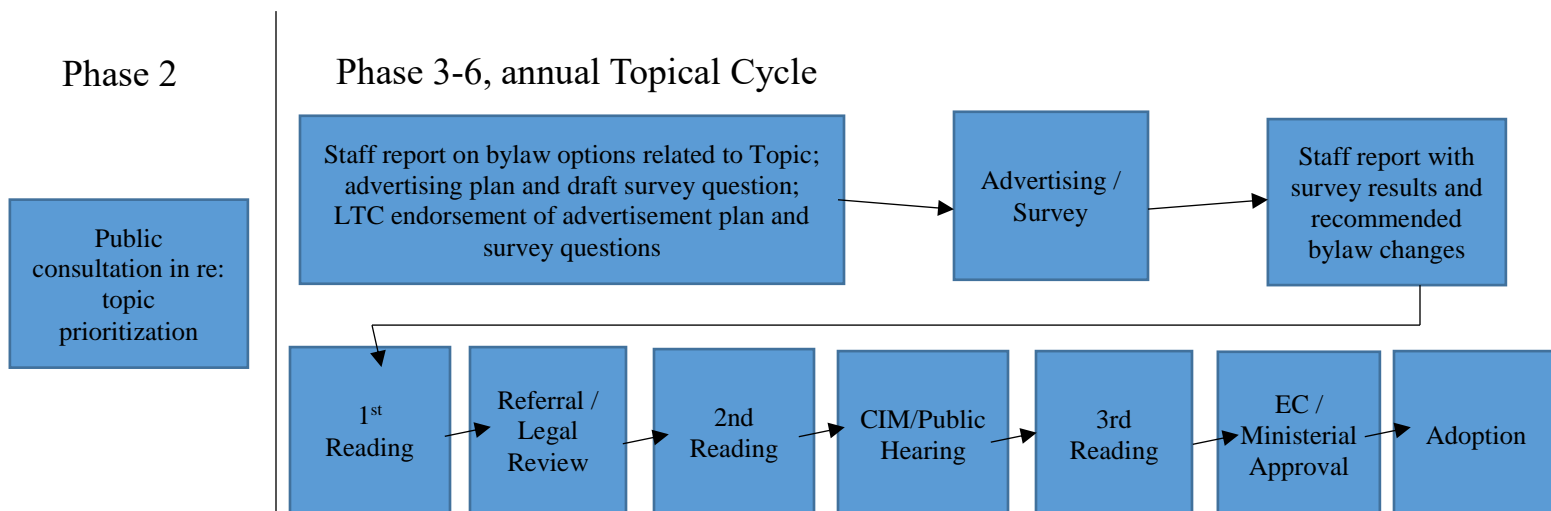 Phase 2
Public
consultation in re:
topic
prioritization
Phase 3-6, annual Topical Cycle
Staff report on bylaw options related to Topic;
advertising plan and draft survey question;
LTC endorsement of advertisement plan and
survey questions
Advertising /
Survey
Staff report with
survey results and
recommended
bylaw changes
1st
Reading
Referral /
Legal
Review
2nd
Reading
CIM/Public
Hearing
3rd
Reading
EC /
Ministerial
Approval
Adoption